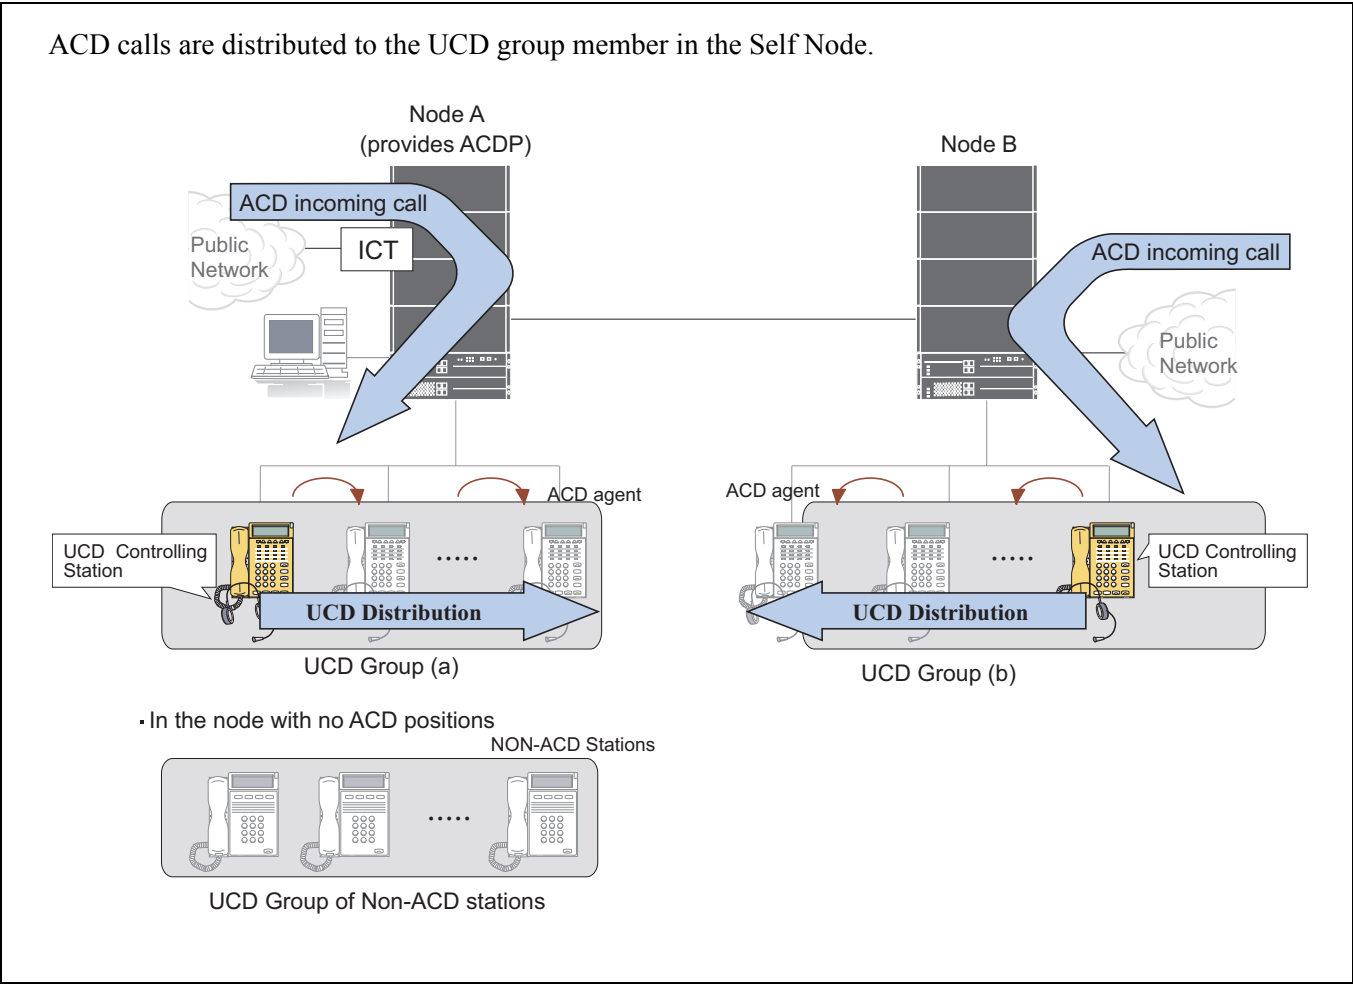 ACD calls are distributed to the UCD group member in the Self Node.
Node A
(provides ACDP)
Node B
ACD incoming call
Public
Network
ICT
ACD incoming call
Public
Network
ACD agent
ACD agent
UCD Controlling
Station
UCD Controlling
Station
UCD Distribution
UCD Distribution
UCD Group (a)
UCD Group (b)
· In the node with no ACD positions
NON-ACD Stations
UCD Group of Non-ACD stations